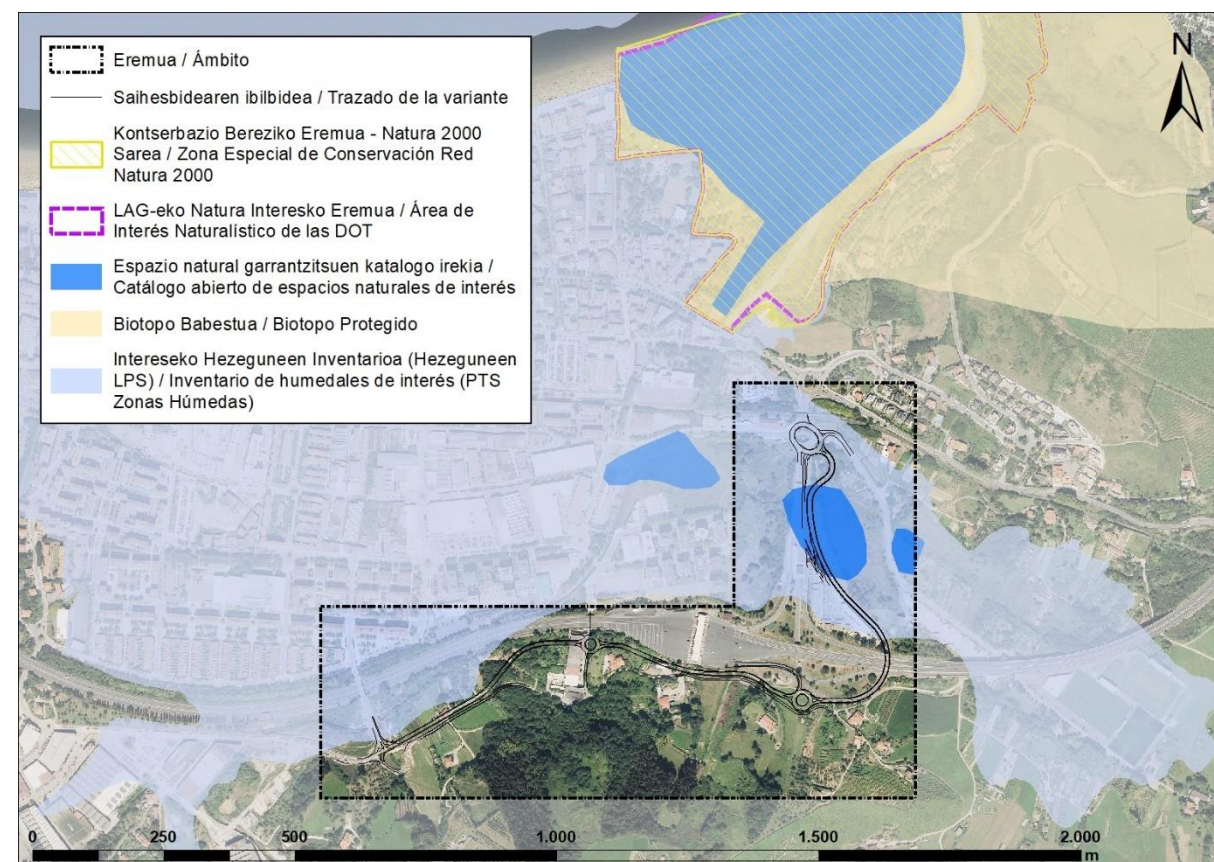 Eremua / Ámbito
Saihesbidearen ibilbidea / Trazado de la variante
Kontserbazio Bereziko Eremua - Natura 2000
Sarea / Zona Especial de Conservación Red
Natura 2000
LAG-eko Natura Interesko Eremua / Área de
Interés Naturalístico de las DOT
Espazio natural garrantzitsuen katalogo irekia /
Catálogo abierto de espacios naturales de interés
Biotopo Babestua / Biotopo Protegido
Intereseko Hezeguneen Inventarioa (Hezeguneen
LPS) / Inventario de humedales de interés (PTS
Zonas Húmedas)
N
0 250 500 1.000 1.500 2.000
m